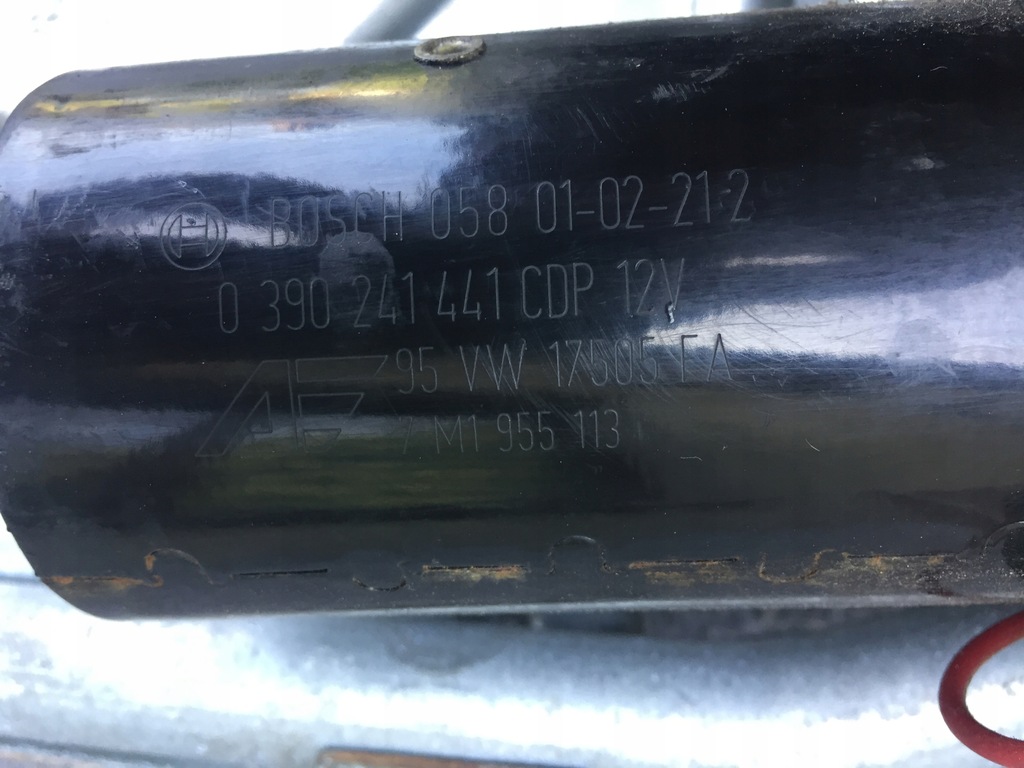 BOSCH 058 01-02-21-2
0 390 241 441 CDP 12V
AE 95 VW 17505 FA
7M1 955 113